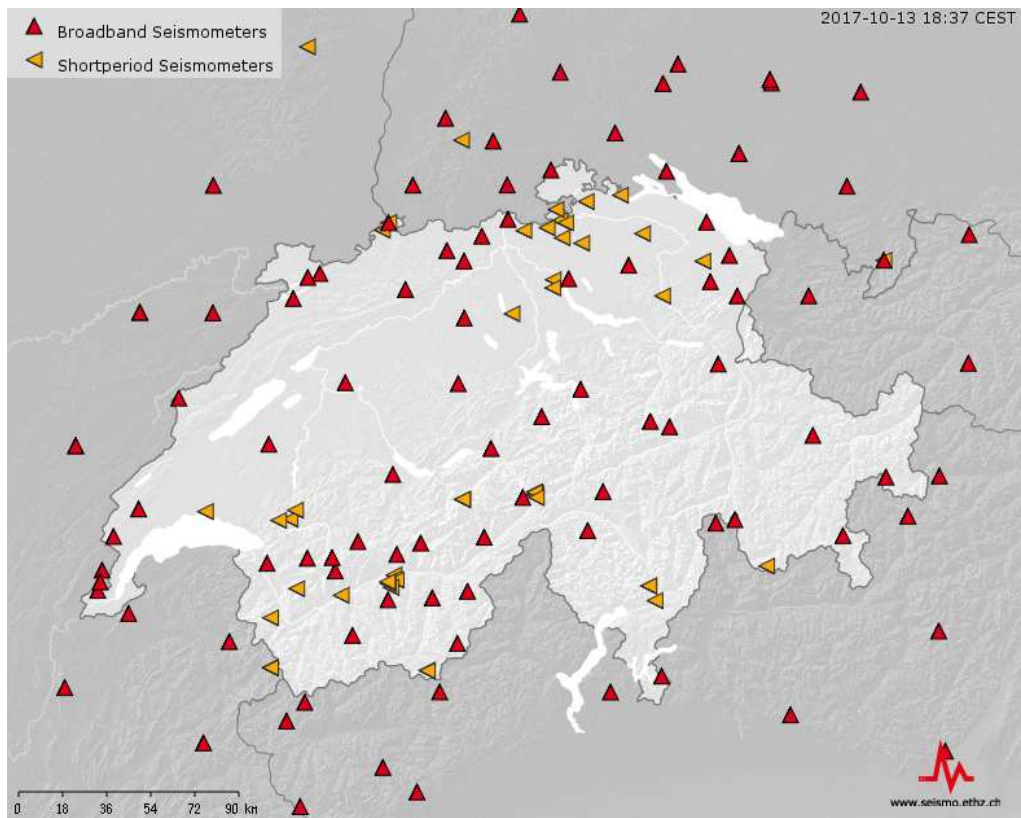 2017-10-13 18:37 CEST
Broadband Seismometers
Shortperiod Seismometers
0 18 36 54 72 90 km
www.seismo.ethz.ch